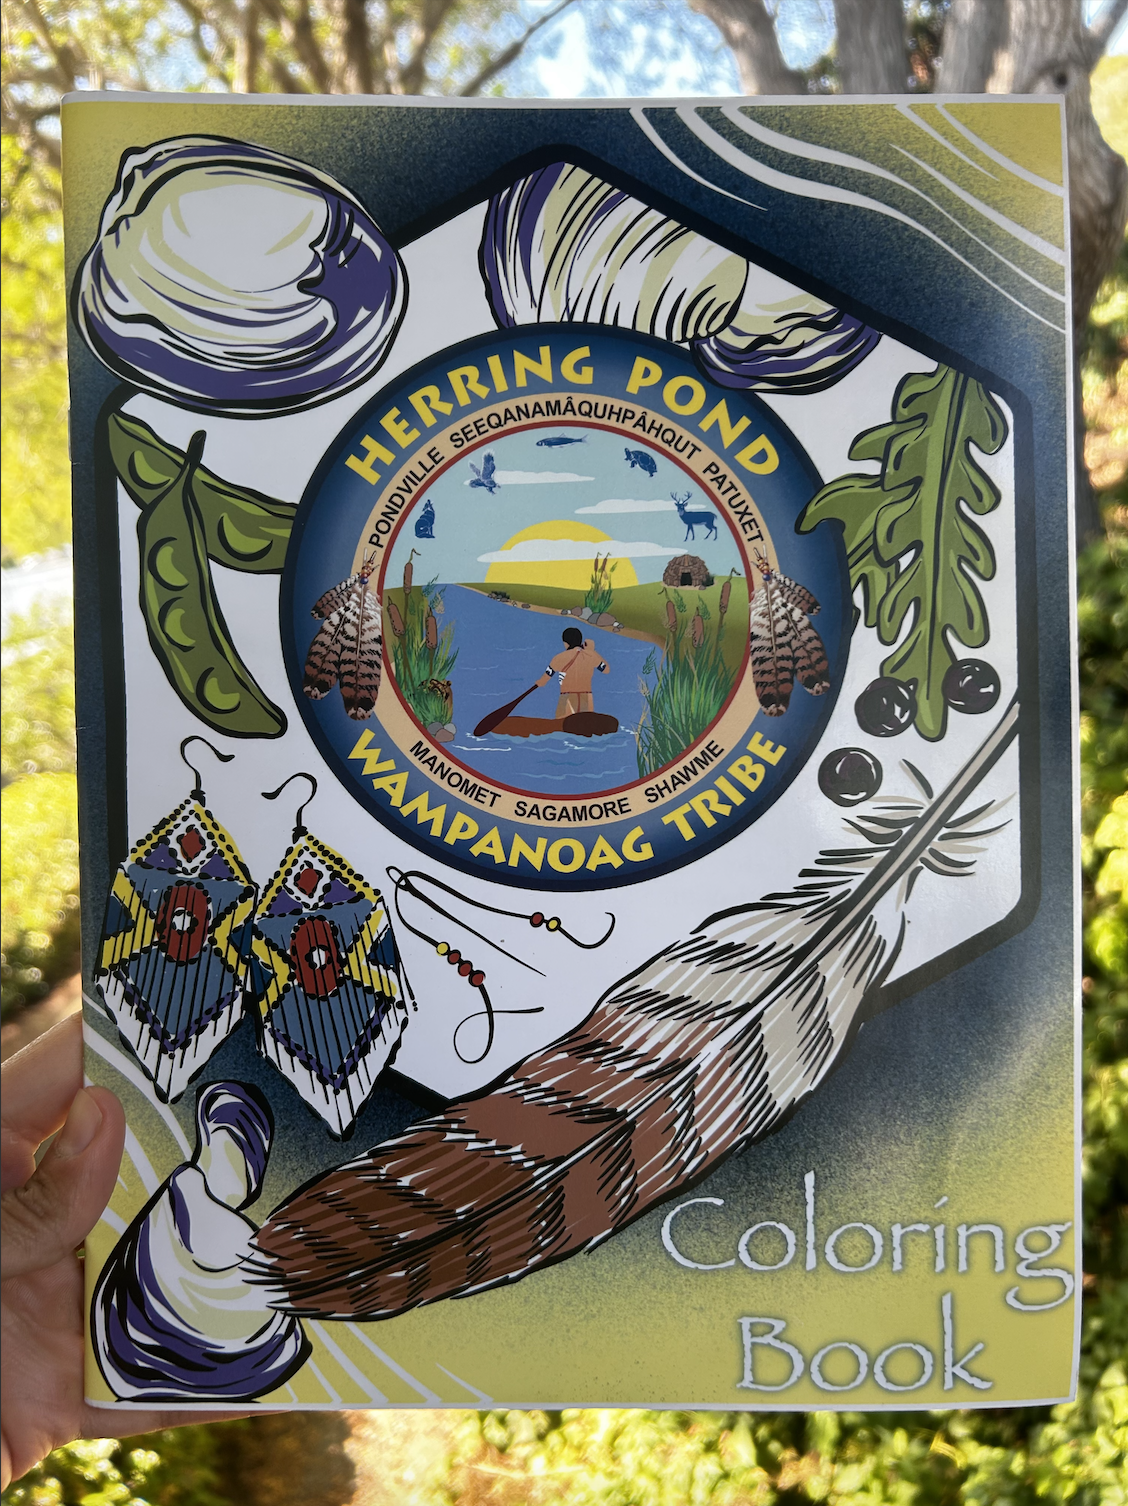 HERRING POND
PONDVILLE SEEQANAMÂQUHPÂHQUT PATUXET
MANOMET SAGAMORE SHAWME
WAMPANOAG TRIBE
Coloring
Book